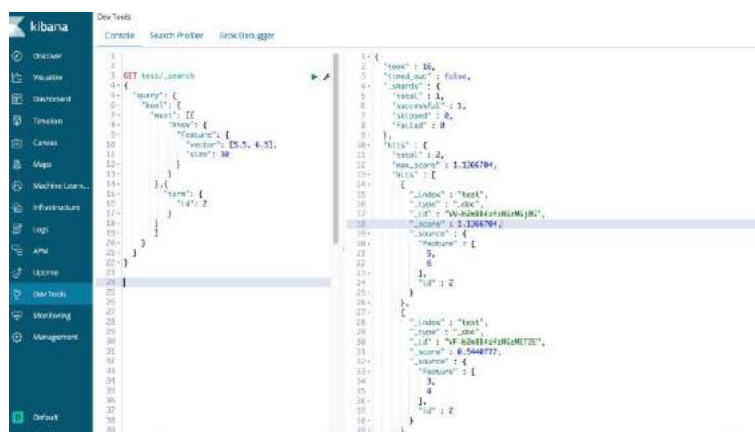 Dev Tools
kibana
Console Search Profiler Grok Debugger
Discover
Visualize
Dashboard
Timelion
Canvas
Maps
Machine Learn...
Infrastructure
Logs
APM
Uptime
Dev Tools
Monitoring
Management
Default
GET test/_search
{
"query": {
"bool": {
"must": [{
"knn": {
"feature": {
"vector": [5.5, 6.5],
"size": 10
}
}
},{
"term": {
"id": 2
}
}
]
}
}
}
{
"took" : 16,
"timed_out" : false,
"_shards" : {
"total" : 1,
"successful" : 1,
"skipped" : 0,
"failed" : 0
},
"hits" : {
"total" : 2,
"max_score" : 1.1366704,
"hits" : [
{
"_index" : "test",
"_type" : "_doc",
"_id" :
"_score" : 1.1366704,
"_source" : {
"feature" : [
5,
6
],
"id" : 2
}
},
{
"_index" : "test",
"_type" : "_doc",
"_id" :
"_score" : 0.5440777,
"_source" : {
"feature" : [
3,
4
],
"id" : 2
}
}